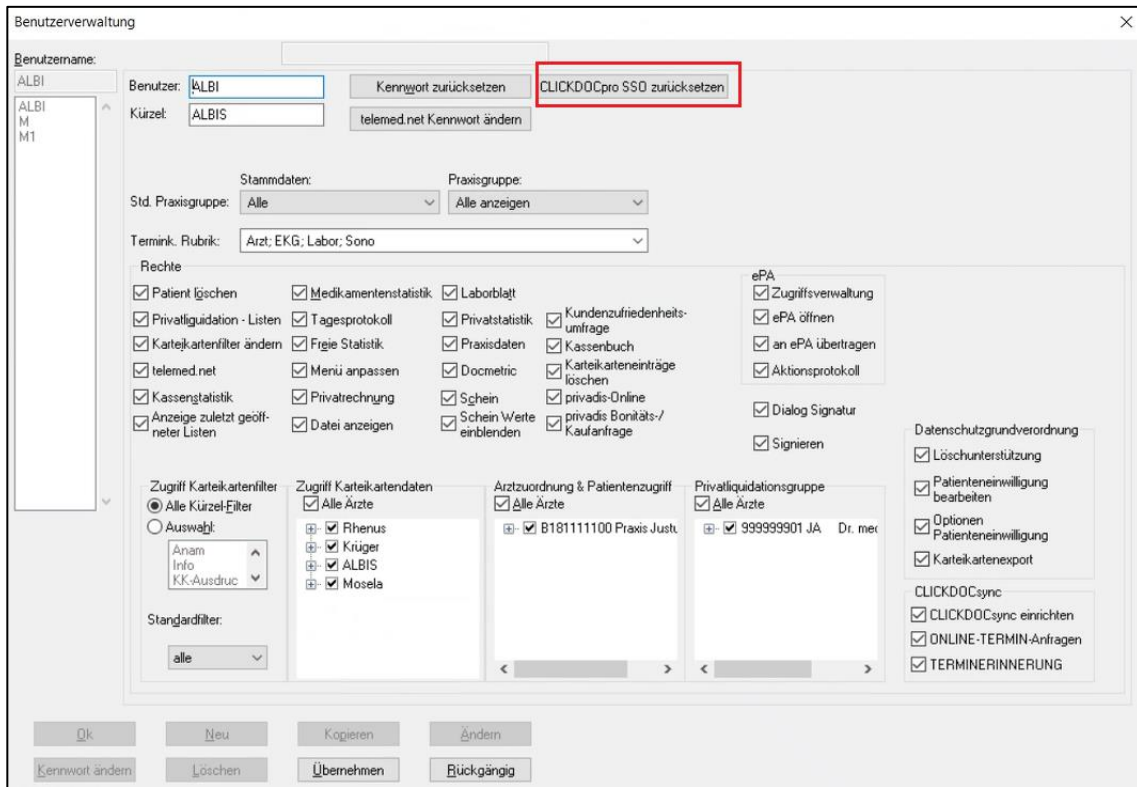 Benutzerverwaltung
Benutzername:
ALBI
ALBI
M
M1
Benutzer: ALBI
Kennwort zurücksetzen
CLICKDOCpro SSO zurücksetzen
Kürzel: ALBIS
telemed.net Kennwort ändern
Stammdaten: Praxisgruppe:
Std. Praxisgruppe: Alle Alle anzeigen
Termink. Rubrik: Arzt; EKG; Labor; Sono
Rechte
Patient löschen
Privatliquidation - Listen
Karteikartenfilter ändern
telemed.net
Kassenstatistik
Anzeige zuletzt geöff-
neter Listen
Medikamentenstatistik
Tagesprotokoll
Freie Statistik
Menü anpassen
Privatrechnung
Datei anzeigen
Laborblatt
Privatstatistik
Praxisdaten
Docmetric
Schein
Schein Werte
einblenden
Kundenzufriedenheits-
umfrage
Kassenbuch
Karteikarteneinträge
löschen
privadis-Online
privadis Bonitäts-/
Kaufanfrage
ePA
Zugriffsverwaltung
ePA öffnen
an ePA übertragen
Aktionsprotokoll
Dialog Signatur
Signieren
Datenschutzgrundverordnung
Löschunterstützung
Patienteneinwilligung
bearbeiten
Optionen
Patienteneinwilligung
Karteikartenexport
CLICKDOCsync
CLICKDOCsync einrichten
ONLINE-TERMIN-Anfragen
TERMINERINNERUNG
Zugriff Karteikartenfilter
Alle Kürzel-Filter
Auswahl:
Anam
Info
KK-Ausdruc
Standardfilter:
alle
Zugriff Karteikartendaten
Alle Ärzte
Rhenus
Krüger
ALBIS
Mosela
Arztzuordnung & Patientenzugriff
Alle Ärzte
B181111100 Praxis Justu
Privatliquidationsgruppe
Alle Ärzte
999999901 JA Dr. med
Ok Neu Kopieren Ändern
Kennwort ändern Löschen Übernehmen Rückgängig